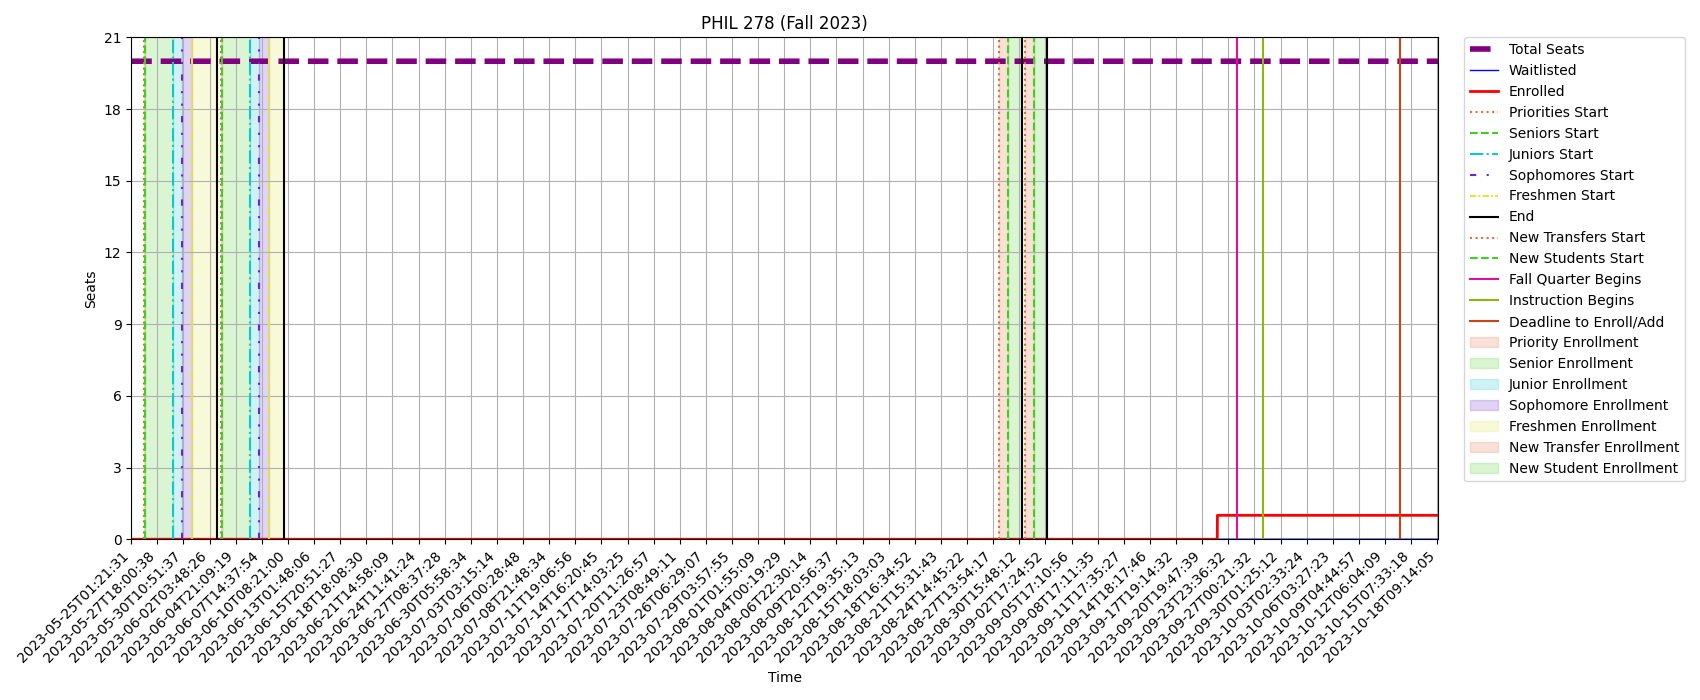 PHIL 278 (Fall 2023)
Seats
21
18
15
12
9
6
3
0
2023-05-25T01:21:31
2023-05-27T18:00:38
2023-05-30T10:51:37
2023-06-02T03:48:26
2023-06-04T21:09:19
2023-06-07T14:37:54
2023-06-10T08:21:00
2023-06-13T01:48:06
2023-06-15T20:51:27
2023-06-18T18:08:30
2023-06-21T14:58:09
2023-06-24T11:41:24
2023-06-27T08:37:28
2023-06-30T05:58:34
2023-07-03T03:15:14
2023-07-06T00:28:48
2023-07-08T21:48:34
2023-07-11T19:06:56
2023-07-14T16:20:45
2023-07-17T14:03:25
2023-07-20T11:26:57
2023-07-23T08:49:11
2023-07-26T06:29:07
2023-07-29T03:57:55
2023-08-01T01:55:09
2023-08-04T00:19:29
2023-08-06T22:30:14
2023-08-09T20:56:37
2023-08-12T19:35:13
2023-08-15T18:03:03
2023-08-18T16:34:52
2023-08-21T15:31:43
2023-08-24T14:45:22
2023-08-27T13:54:17
2023-08-30T15:48:12
2023-09-02T17:24:52
2023-09-05T17:10:56
2023-09-08T17:11:35
2023-09-11T17:35:27
2023-09-14T18:17:46
2023-09-17T19:14:32
2023-09-20T19:47:39
2023-09-23T23:36:32
2023-09-27T00:21:32
2023-09-30T01:25:12
2023-10-03T02:33:24
2023-10-06T03:27:23
2023-10-09T04:44:57
2023-10-12T06:04:09
2023-10-15T07:33:18
2023-10-18T09:14:05
Time
Total Seats
Waitlisted
Enrolled
Priorities Start
Seniors Start
Juniors Start
Sophomores Start
Freshmen Start
End
New Transfers Start
New Students Start
Fall Quarter Begins
Instruction Begins
Deadline to Enroll/Add
Priority Enrollment
Senior Enrollment
Junior Enrollment
Sophomore Enrollment
Freshmen Enrollment
New Transfer Enrollment
New Student Enrollment